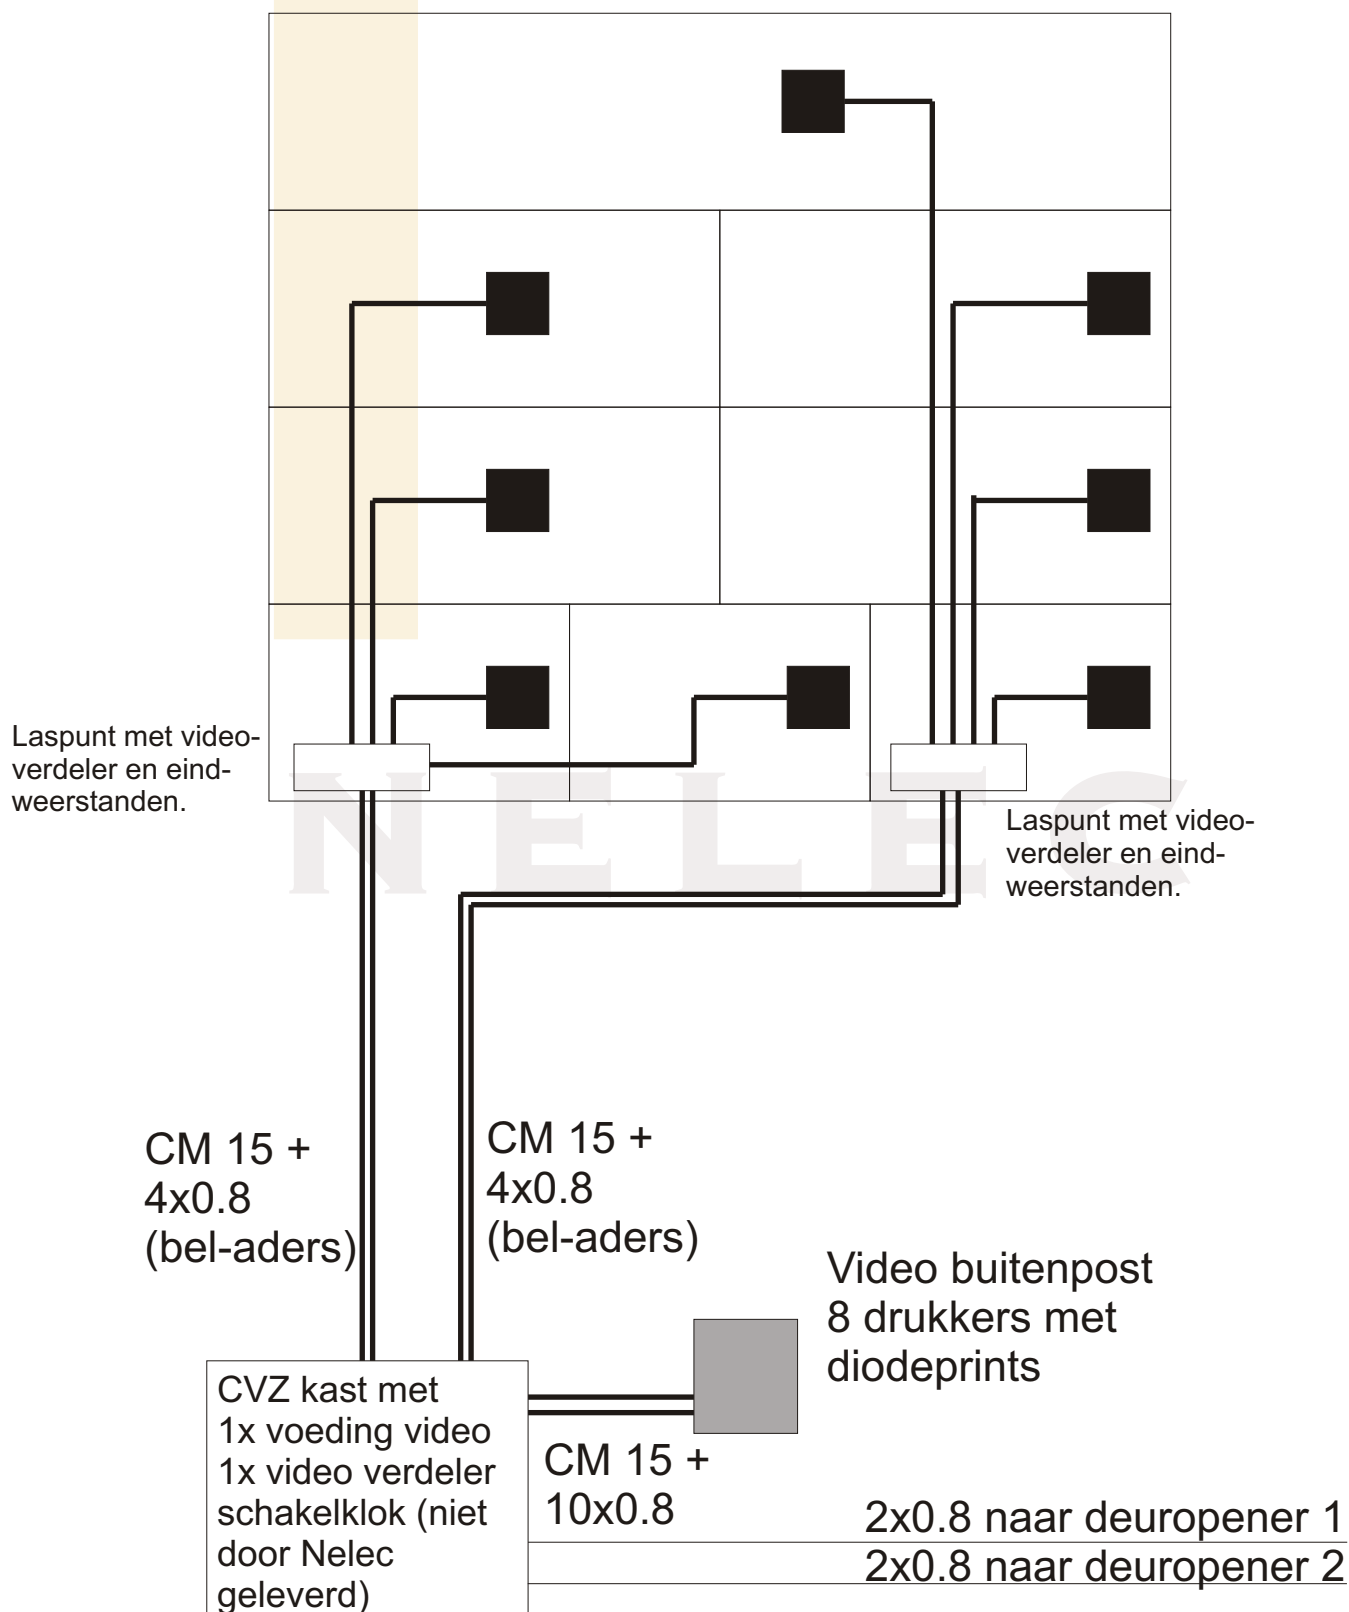 Laspunt met video-
verdeler en eind-
weerstanden.
NELEC
Laspunt met video-
verdeler en eind-
weerstanden.
CM 15 +
4x0.8
(bel-aders)
CM 15 +
4x0.8
(bel-aders)
Video buitenpost
8 drukkers met
diodeprints
CVZ kast met
1x voeding video
1x video verdeler
schakelklok (niet
door Nelec
geleverd)
CM 15 +
10x0.8
2x0.8 naar deuropener 1
2x0.8 naar deuropener 2